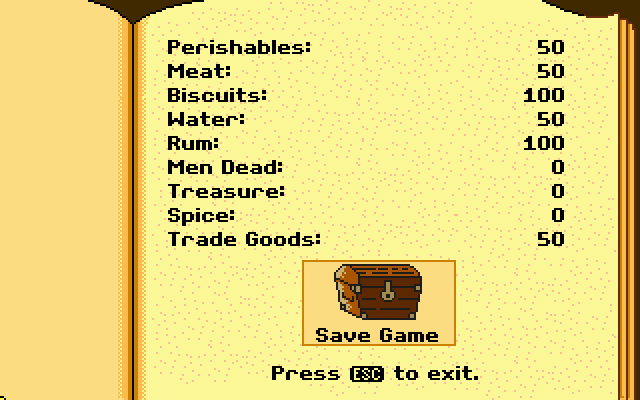 Perishables: 50
Meat: 50
Biscuits: 100
Water: 50
Rum: 100
Men Dead: 0
Treasure: 0
Spice: 0
Trade Goods: 50
Save Game
Press ESC to exit.